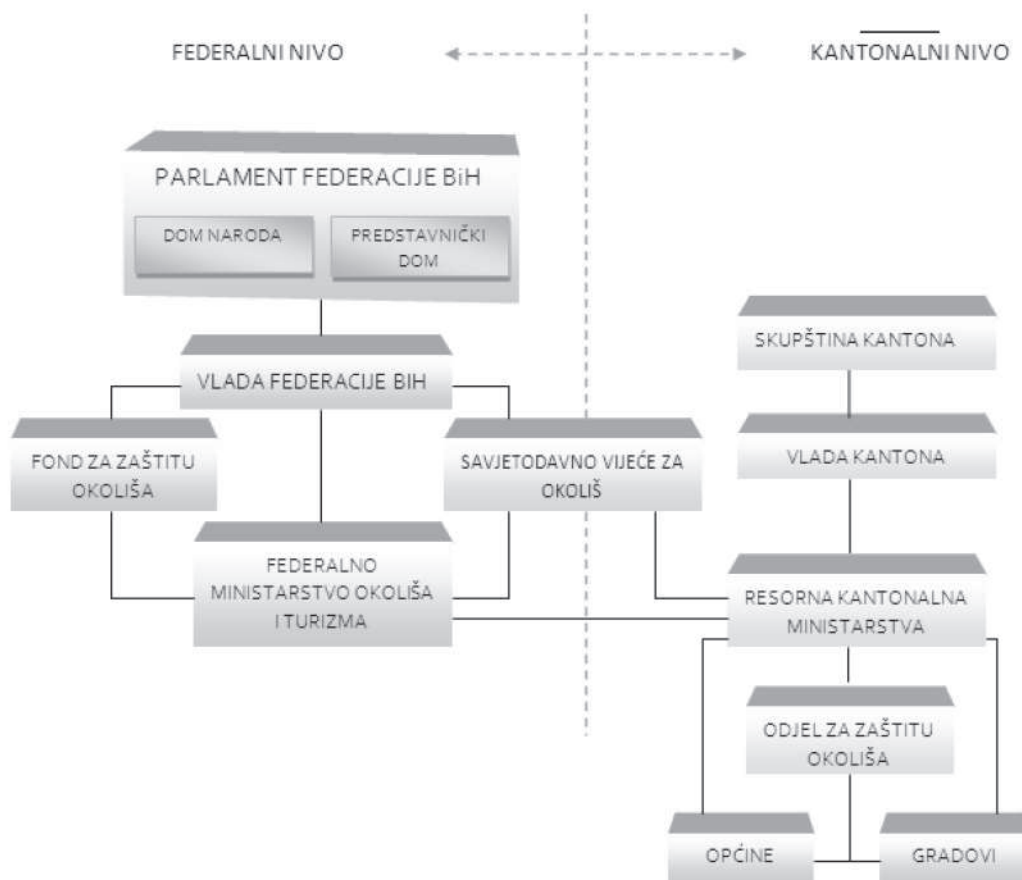 FEDERALNI NIVO
KANTONALNI NIVO
PARLAMENT FEDERACIJE BiH
DOM NARODA
PREDSTAVNIČKI
DOM
VLADA FEDERACIJE BIH
FOND ZA ZAŠTITU
OKOLIŠA
SAVJETODAVNO VIJEĆE ZA
OKOLIŠ
FEDERALNO
MINISTARSTVO OKOLIŠA
I TURIZMA
SKUPŠTINA KANTONA
VLADA KANTONA
RESORNA KANTONALNA
MINISTARSTVA
ODJEL ZA ZAŠTITU
OKOLIŠA
OPĆINE
GRADOVI